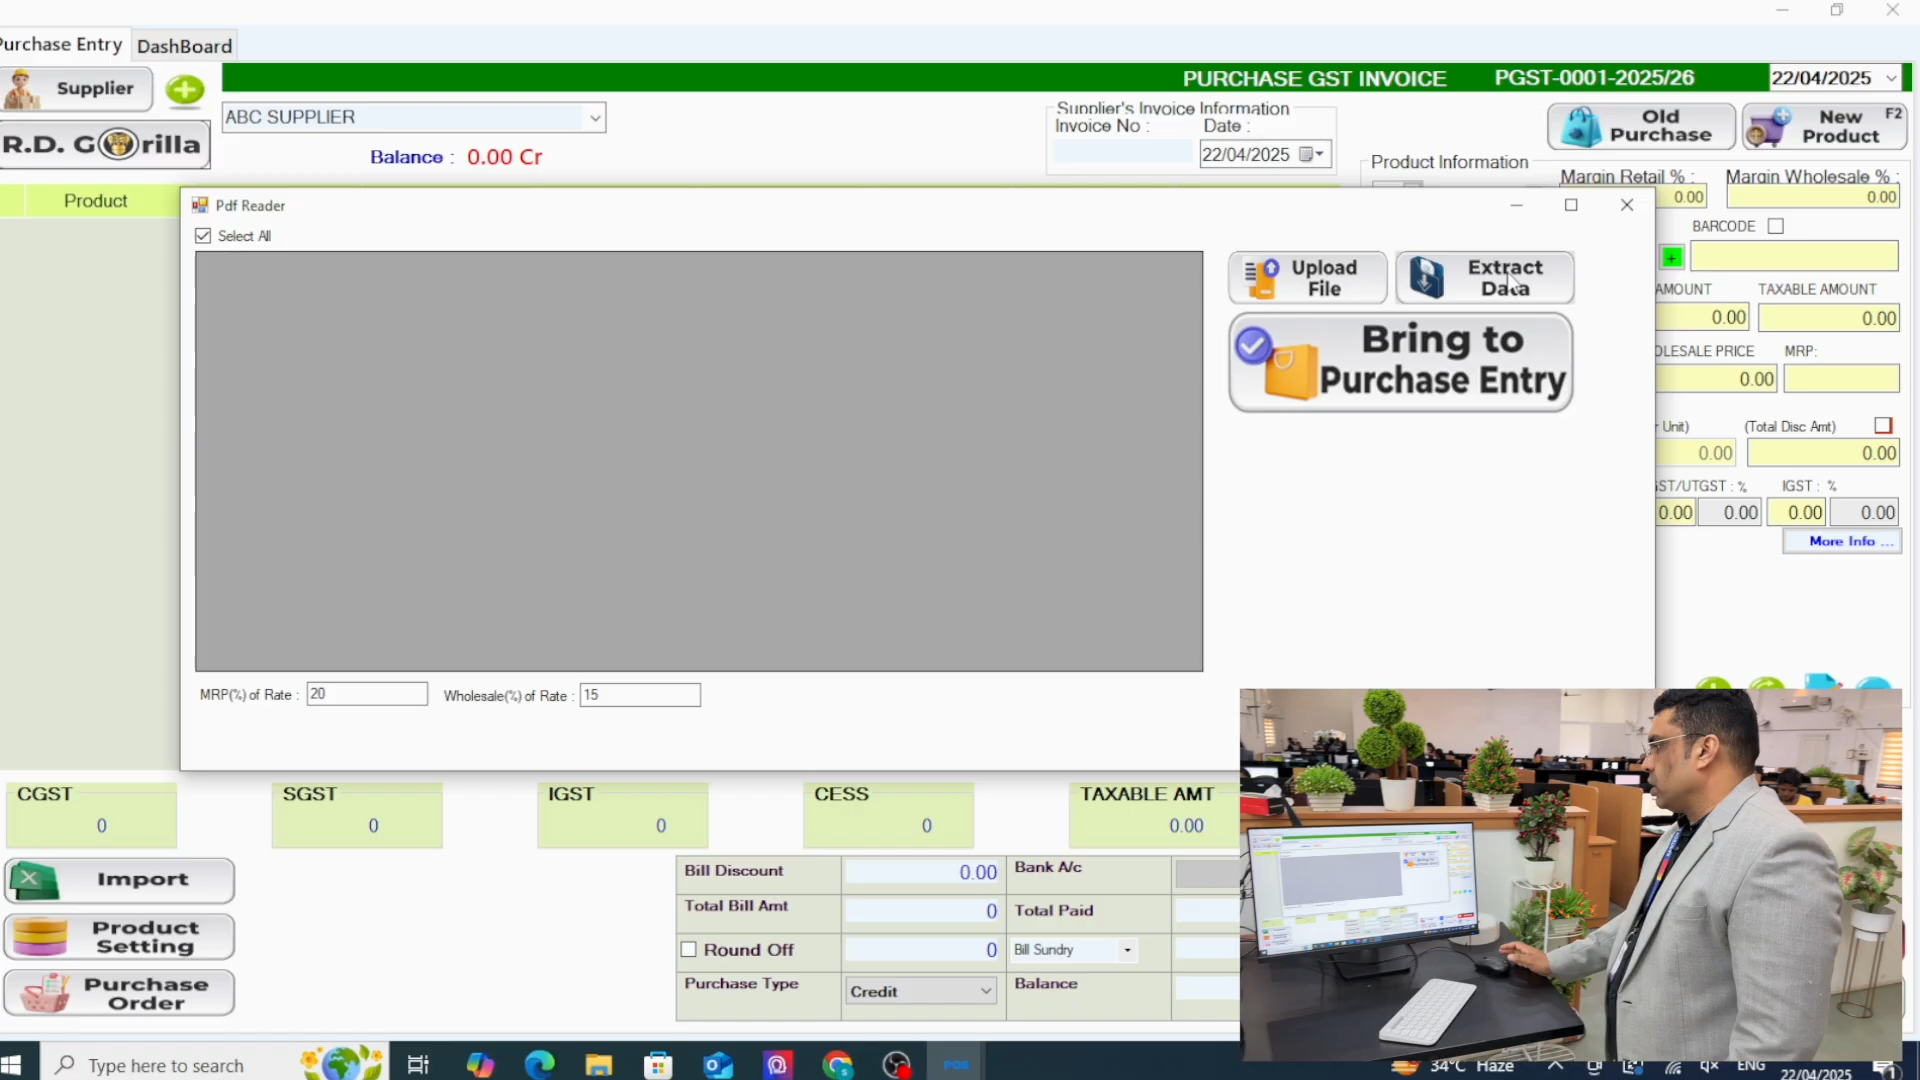 Purchase Entry
DashBoard
Supplier
PURCHASE GST INVOICE
PGST-0001-2025/26
22/04/2025
ABC SUPPLIER
Supplier's Invoice Information
Invoice No :
Date :
22/04/2025
Old Purchase
New Product
F2
R.D. Gorilla
Balance :
0.00 Cr
Product Information
Margin Retail % :
Margin Wholesale % :
0.00
0.00
Product
Pdf Reader
Select All
BARCODE
Upload File
Extract Data
Bring to Purchase Entry
AMOUNT
TAXABLE AMOUNT
0.00
0.00
OLESALE PRICE
MRP:
0.00
r Unit)
(Total Disc Amt)
0.00
0.00
GST/UTGST : %
IGST : %
0.00
0.00
0.00
0.00
More Info ...
MRP(%) of Rate :
20
Wholesale(%) of Rate :
15
CGST
0
SGST
0
IGST
0
CESS
0
TAXABLE AMT
0.00
Import
Product Setting
Purchase Order
Bill Discount
0.00
Bank A/c
Total Bill Amt
0
Total Paid
Round Off
0
Bill Sundry
Purchase Type
Credit
Balance
Type here to search
POS
34°C Haze
ENG
22/04/2025
1